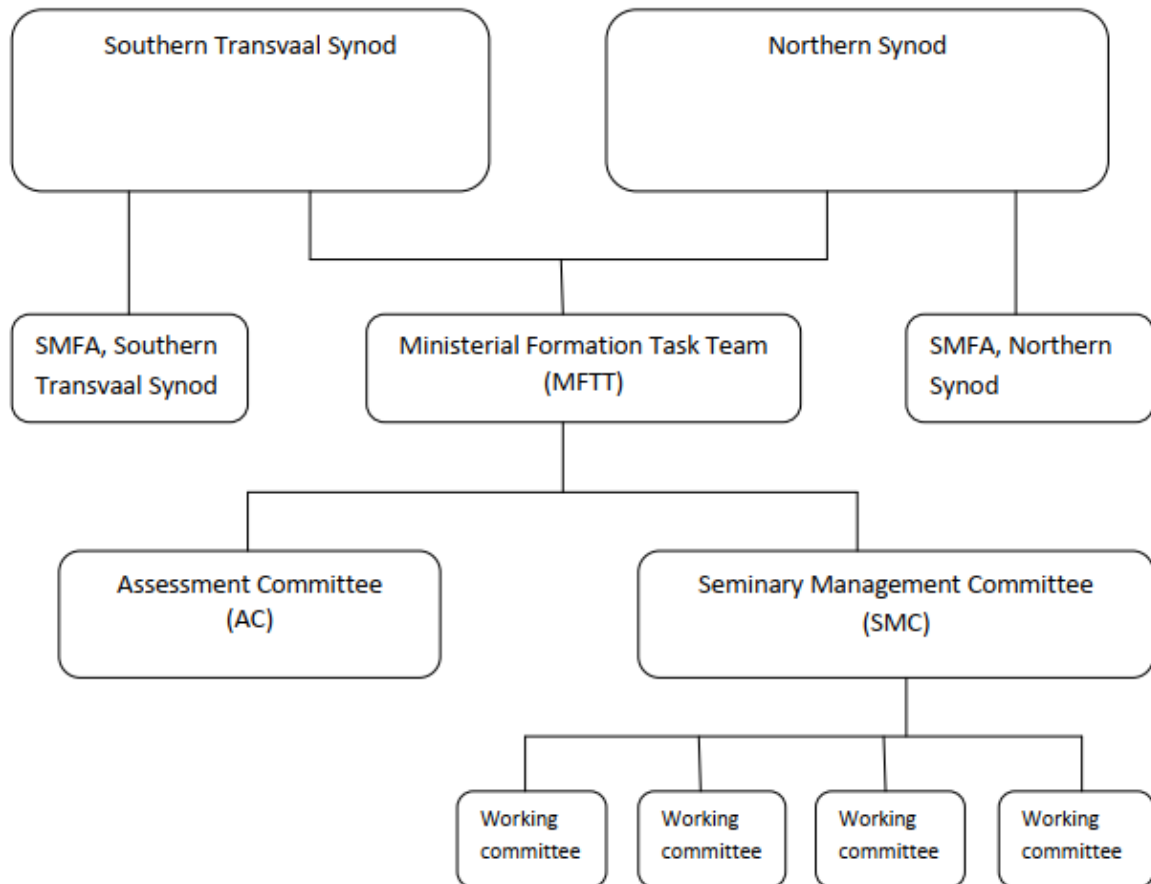 Southern Transvaal Synod
Northern Synod
SMFA, Southern
Transvaal Synod
Ministerial Formation Task Team
(MFTT)
SMFA, Northern
Synod
Assessment Committee
(AC)
Seminary Management Committee
(SMC)
Working
committee
Working
committee
Working
committee
Working
committee